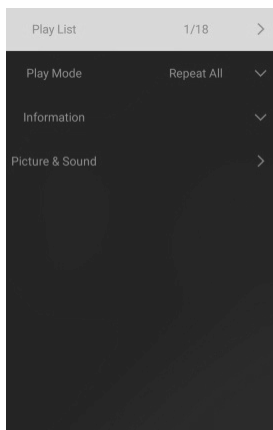 Play List 1/18
Play Mode Repeat All
Information
Picture & Sound